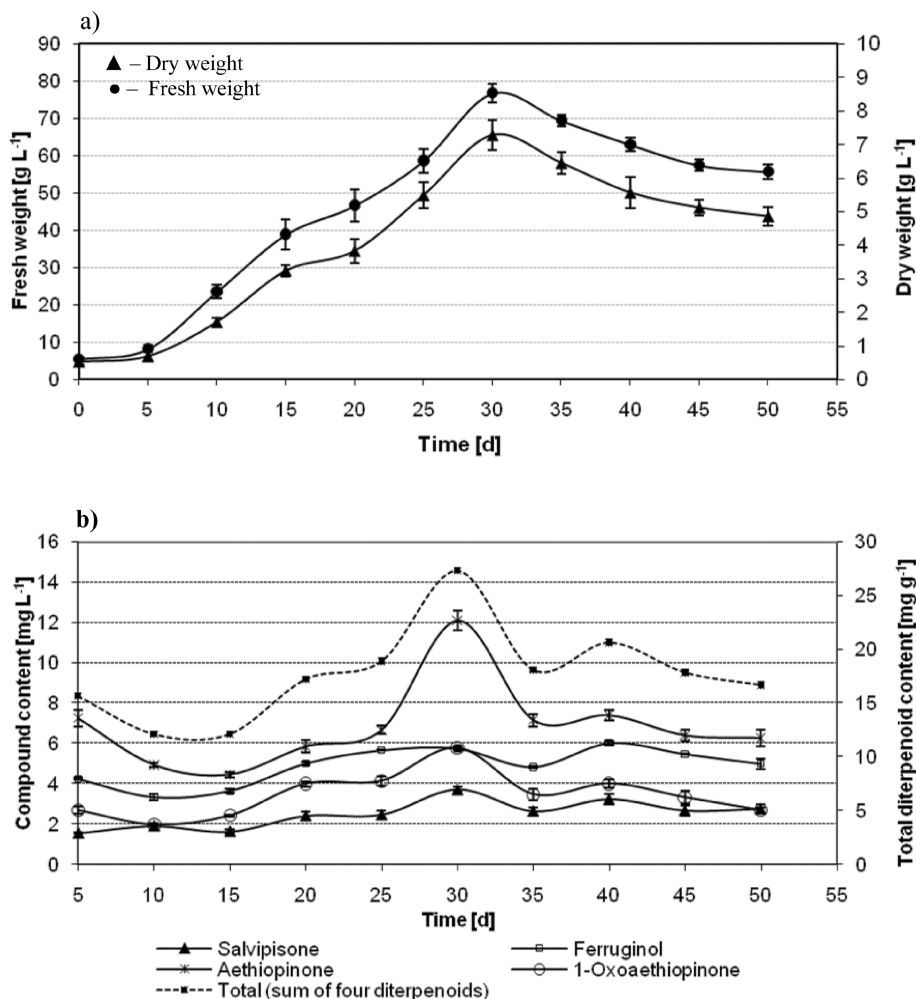 a)
90
80
70
60
50
40
30
20
10
0
Fresh weight [g L-1]
▲ – Dry weight
● – Fresh weight
10
9
8
7
6
5
4
3
2
1
0
Dry weight [g L-1]
0 5 10 15 20 25 30 35 40 45 50 55
Time [d]
b)
16
14
12
10
8
6
4
2
0
Compound content [mg L-1]
30
25
20
15
10
5
0
Total diterpenoid content [mg g-1]
5 10 15 20 25 30 35 40 45 50 55
Time [d]
Salvipisone Ferruginol
Aethiopinone 1-Oxoaethiopinone
Total (sum of four diterpenoids)